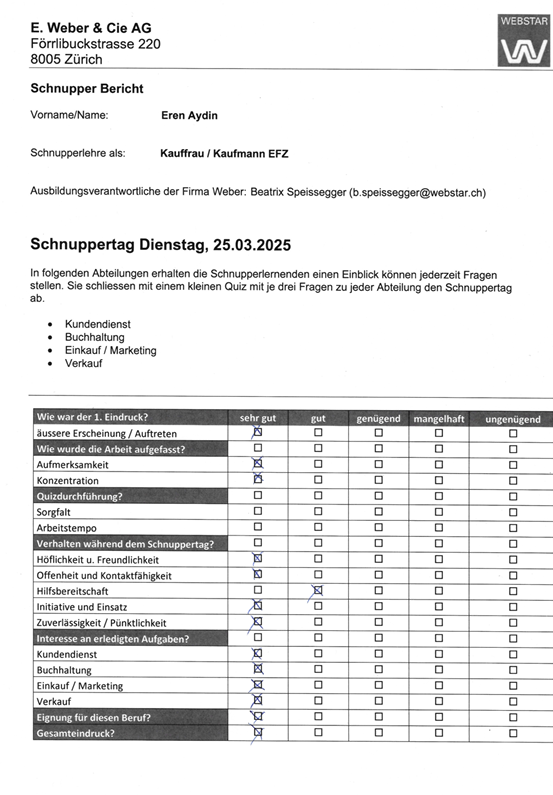 E. Weber & Cie AG
Förrlibuckstrasse 220
8005 Zürich
WEBSTAR
Schnupper Bericht
Vorname/Name: Eren Aydin
Schnupperlehre als: Kauffrau / Kaufmann EFZ
Ausbildungsverantwortliche der Firma Weber: Beatrix Speissegger (b.speissegger@webstar.ch)
Schnuppertag Dienstag, 25.03.2025
In folgenden Abteilungen erhalten die Schnupperlernenden einen Einblick können jederzeit Fragen
stellen. Sie schliessen mit einem kleinen Quiz mit je drei Fragen zu jeder Abteilung den Schnuppertag
ab.
• Kundendienst
• Buchhaltung
• Einkauf / Marketing
• Verkauf
Wie war der 1. Eindruck? sehr gut gut genügend mangelhaft ungenügend
äussere Erscheinung / Auftreten ☒ ☐ ☐ ☐ ☐
Wie wurde die Arbeit aufgefasst? ☐ ☐ ☐ ☐ ☐
Aufmerksamkeit ☒ ☐ ☐ ☐ ☐
Konzentration ☒ ☐ ☐ ☐ ☐
Quizdurchführung? ☐ ☐ ☐ ☐ ☐
Sorgfalt ☐ ☐ ☐ ☐ ☐
Arbeitstempo ☐ ☐ ☐ ☐ ☐
Verhalten während dem Schnuppertag? ☐ ☐ ☐ ☐ ☐
Höflichkeit u. Freundlichkeit ☒ ☐ ☐ ☐ ☐
Offenheit und Kontaktfähigkeit ☒ ☐ ☐ ☐ ☐
Hilfsbereitschaft ☐ ☒ ☐ ☐ ☐
Initiative und Einsatz ☒ ☐ ☐ ☐ ☐
Zuverlässigkeit / Pünktlichkeit ☒ ☐ ☐ ☐ ☐
Interesse an erledigten Aufgaben? ☐ ☐ ☐ ☐ ☐
Kundendienst ☒ ☐ ☐ ☐ ☐
Buchhaltung ☒ ☐ ☐ ☐ ☐
Einkauf / Marketing ☒ ☐ ☐ ☐ ☐
Verkauf ☒ ☐ ☐ ☐ ☐
Eignung für diesen Beruf? ☒ ☐ ☐ ☐ ☐
Gesamteindruck? ☒ ☐ ☐ ☐ ☐